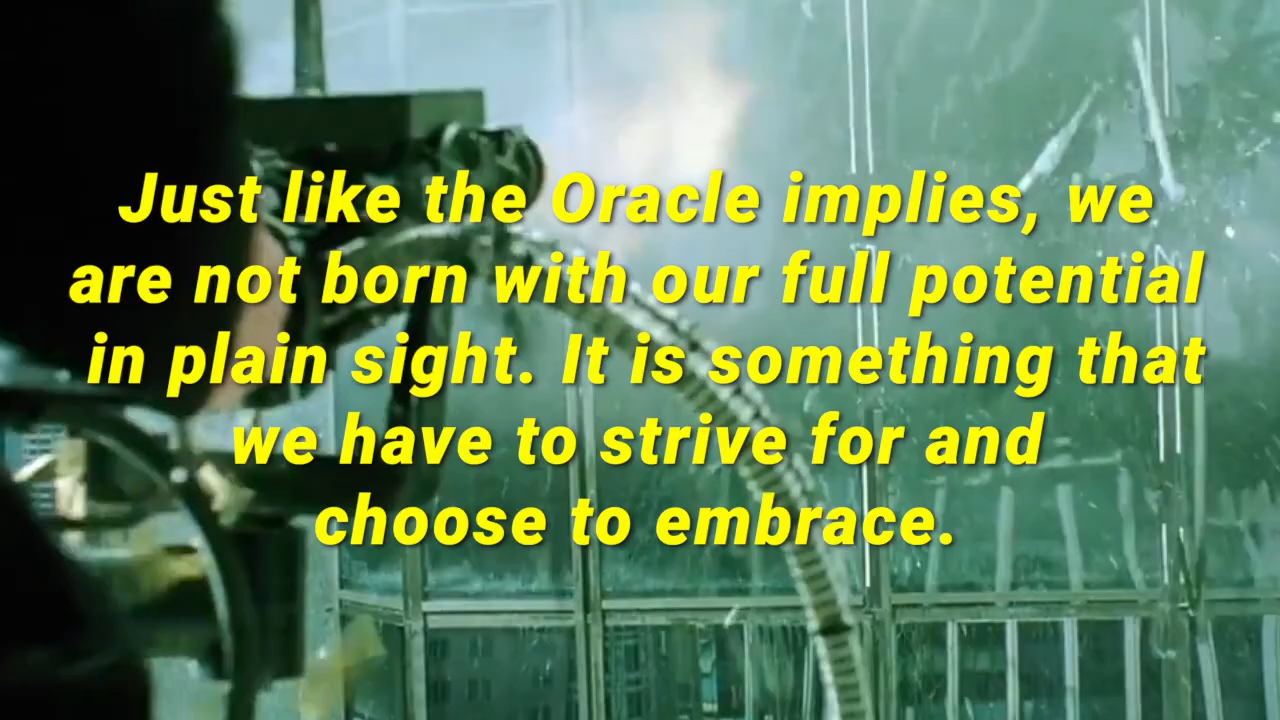 Just like the Oracle implies, we
are not born with our full potential
in plain sight. It is something that
we have to strive for and
choose to embrace.